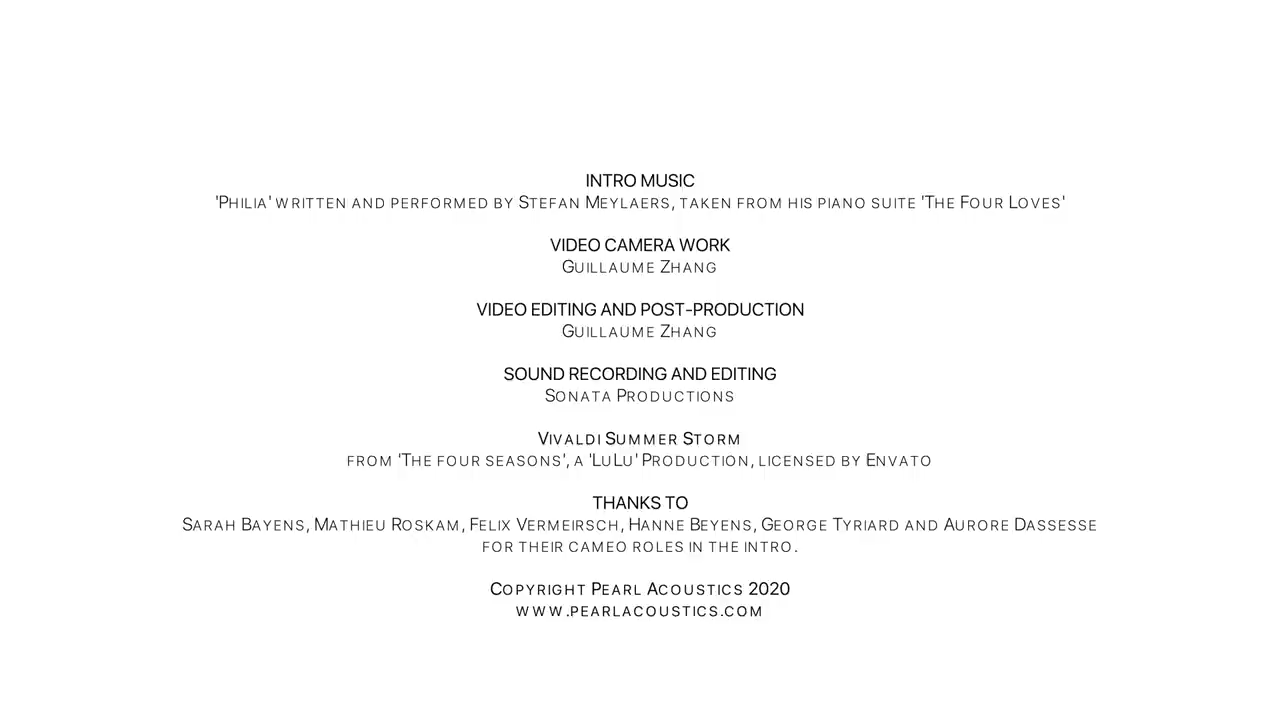 INTRO MUSIC
'Philia' written and performed by Stefan Meylaers, taken from his piano suite 'The Four Loves'
VIDEO CAMERA WORK
Guillaume Zhang
VIDEO EDITING AND POST-PRODUCTION
Guillaume Zhang
SOUND RECORDING AND EDITING
Sonata Productions
Vivaldi Summer Storm
from 'The four seasons', a 'LuLu' Production, licensed by Envato
THANKS TO
Sarah Bayens, Mathieu Roskam, Felix Vermeirsch, Hanne Beyens, George Tyriard and Aurore Dassesse
for their cameo roles in the intro.
Copyright Pearl Acoustics 2020
www.pearlacoustics.com